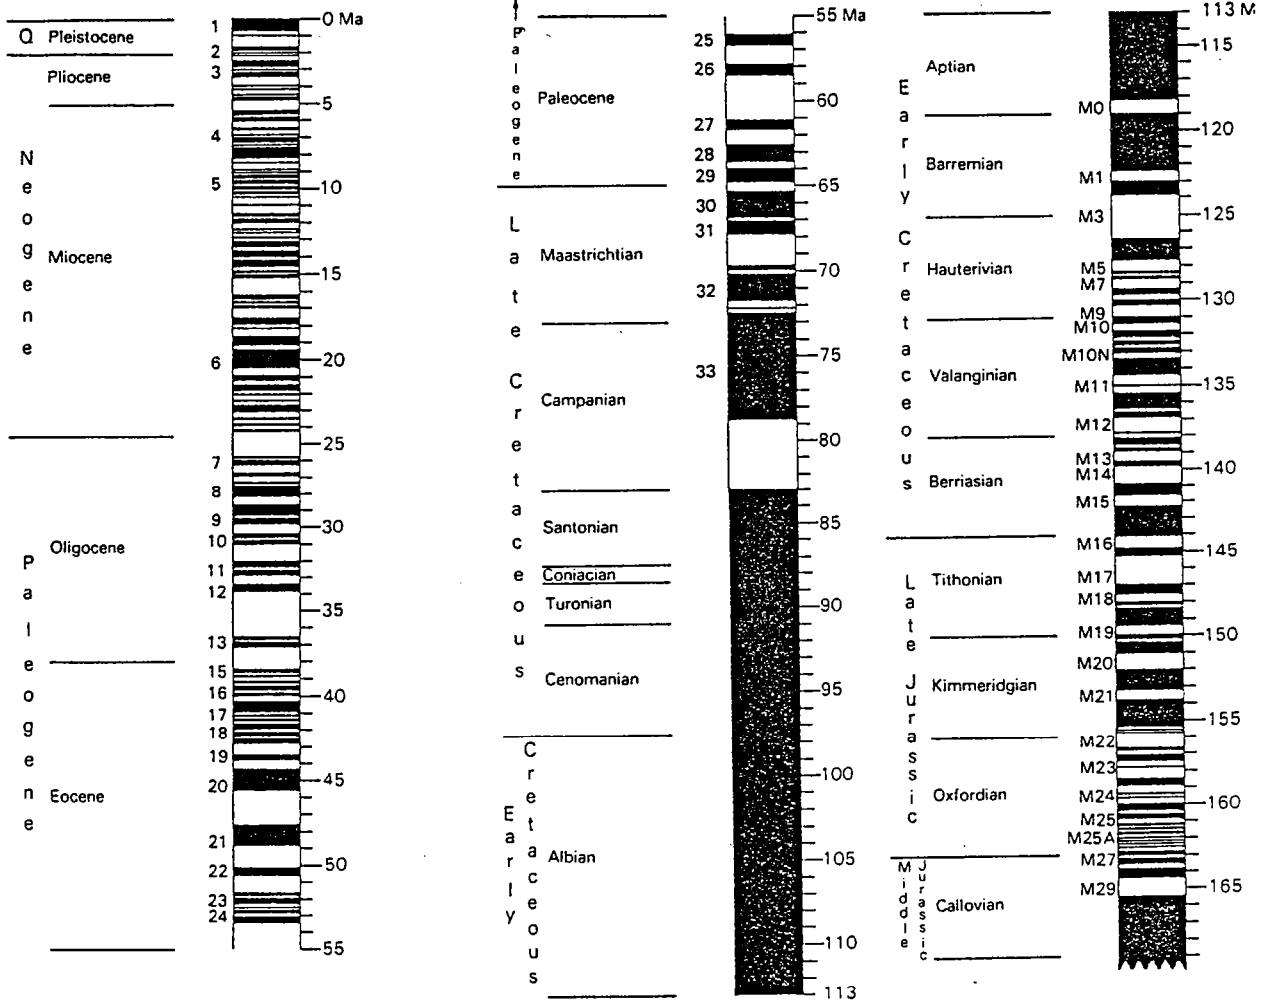 0 Ma
Q Pleistocene
1
2
Pliocene
3
5
4
Neogene
5
10
Miocene
15
6
20
25
7
8
9
30
Oligocene
10
11
12
35
Paleogene
13
15
16
40
17
18
19
45
20
Eocene
21
50
22
23
24
55
55 Ma
Paleogene
25
26
Paleocene
60
27
28
29
65
30
31
Late Cretaceous
Maastrichtian
70
32
75
33
Campanian
80
Santonian
85
Coniacian
Turonian
90
Cenomanian
95
100
Early Cretaceous
Albian
105
110
113
113 M
115
Aptian
M0
120
Early Cretaceous
Barremian
M1
M3
125
Hauterivian
M5
M7
130
M9
M10
M10N
Valanginian
M11
135
M12
M13
140
M14
Berriasian
M15
M16
145
Late Jurassic
Tithonian
M17
M18
M19
150
M20
Kimmeridgian
M21
155
M22
M23
Oxfordian
M24
160
M25
M25A
M27
Middle Jurassic
M29
165
Callovian